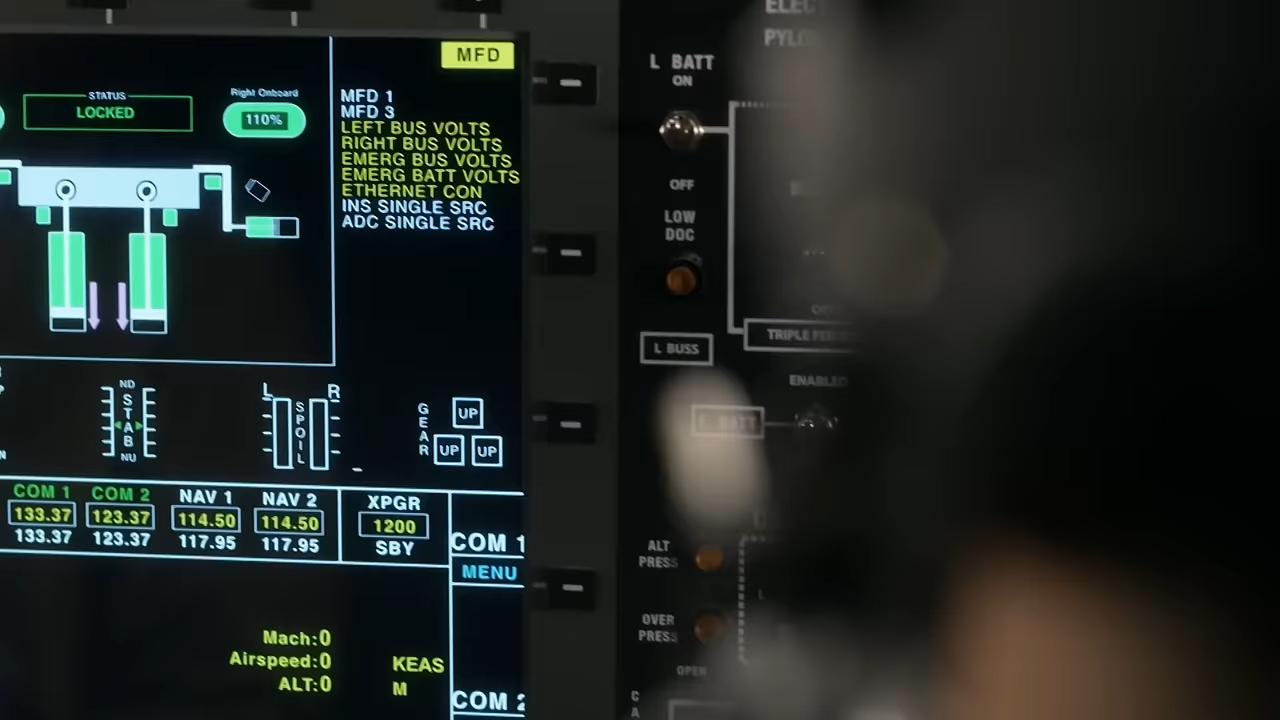 MFD
STATUS
LOCKED
Right Onboard
110%
MFD 1
MFD 3
LEFT BUS VOLTS
RIGHT BUS VOLTS
EMERG BUS VOLTS
EMERG BATT VOLTS
ETHERNET CON
INS SINGLE SRC
ADC SINGLE SRC
ND
STAB
NU
L
R
SPOIL
GEAR
UP
UP
UP
COM 1
COM 2
NAV 1
NAV 2
XPGR
133.37
123.37
114.50
114.50
1200
133.37
123.37
117.95
117.95
SBY
COM 1
MENU
Mach:0
Airspeed:0
KEAS
ALT:0
M
COM 2
ELEC
PYLO
L BATT
ON
OFF
LOW
DOC
L BUSS
TRIPLE
ENABLED
ALT
PRESS
OVER
PRESS
OPEN